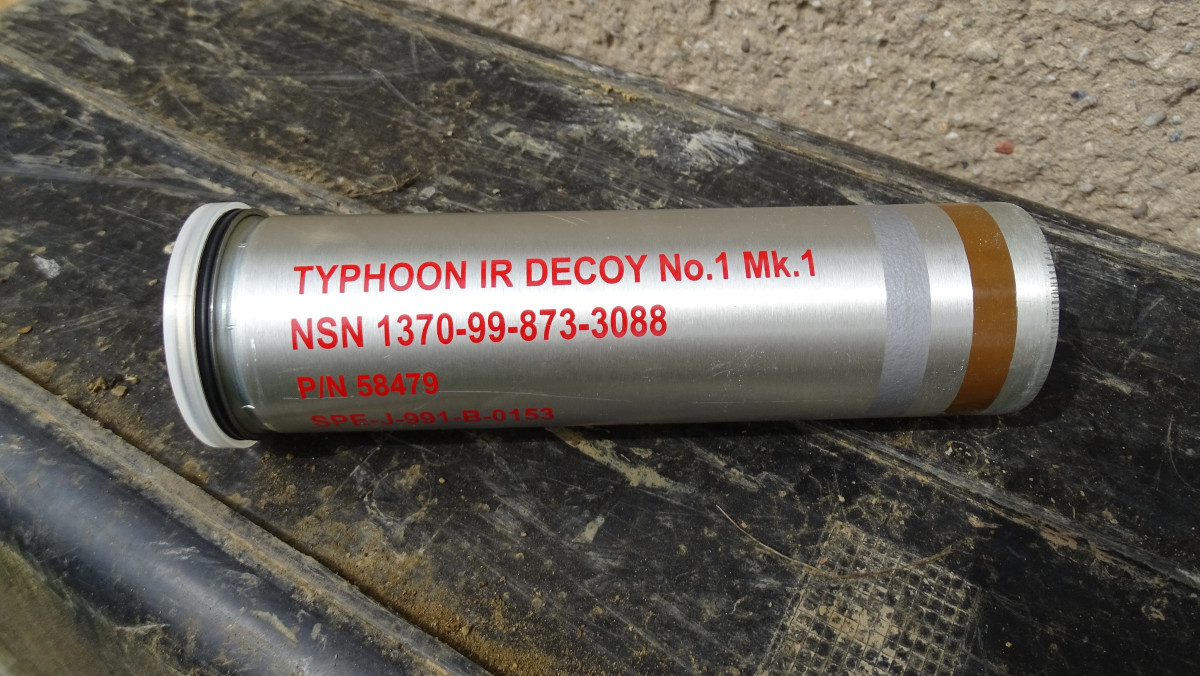 TYPHOON IR DECOY No.1 Mk.1
NSN 1370-99-873-3088
P/N 58479
SPE-J-991-B-0153